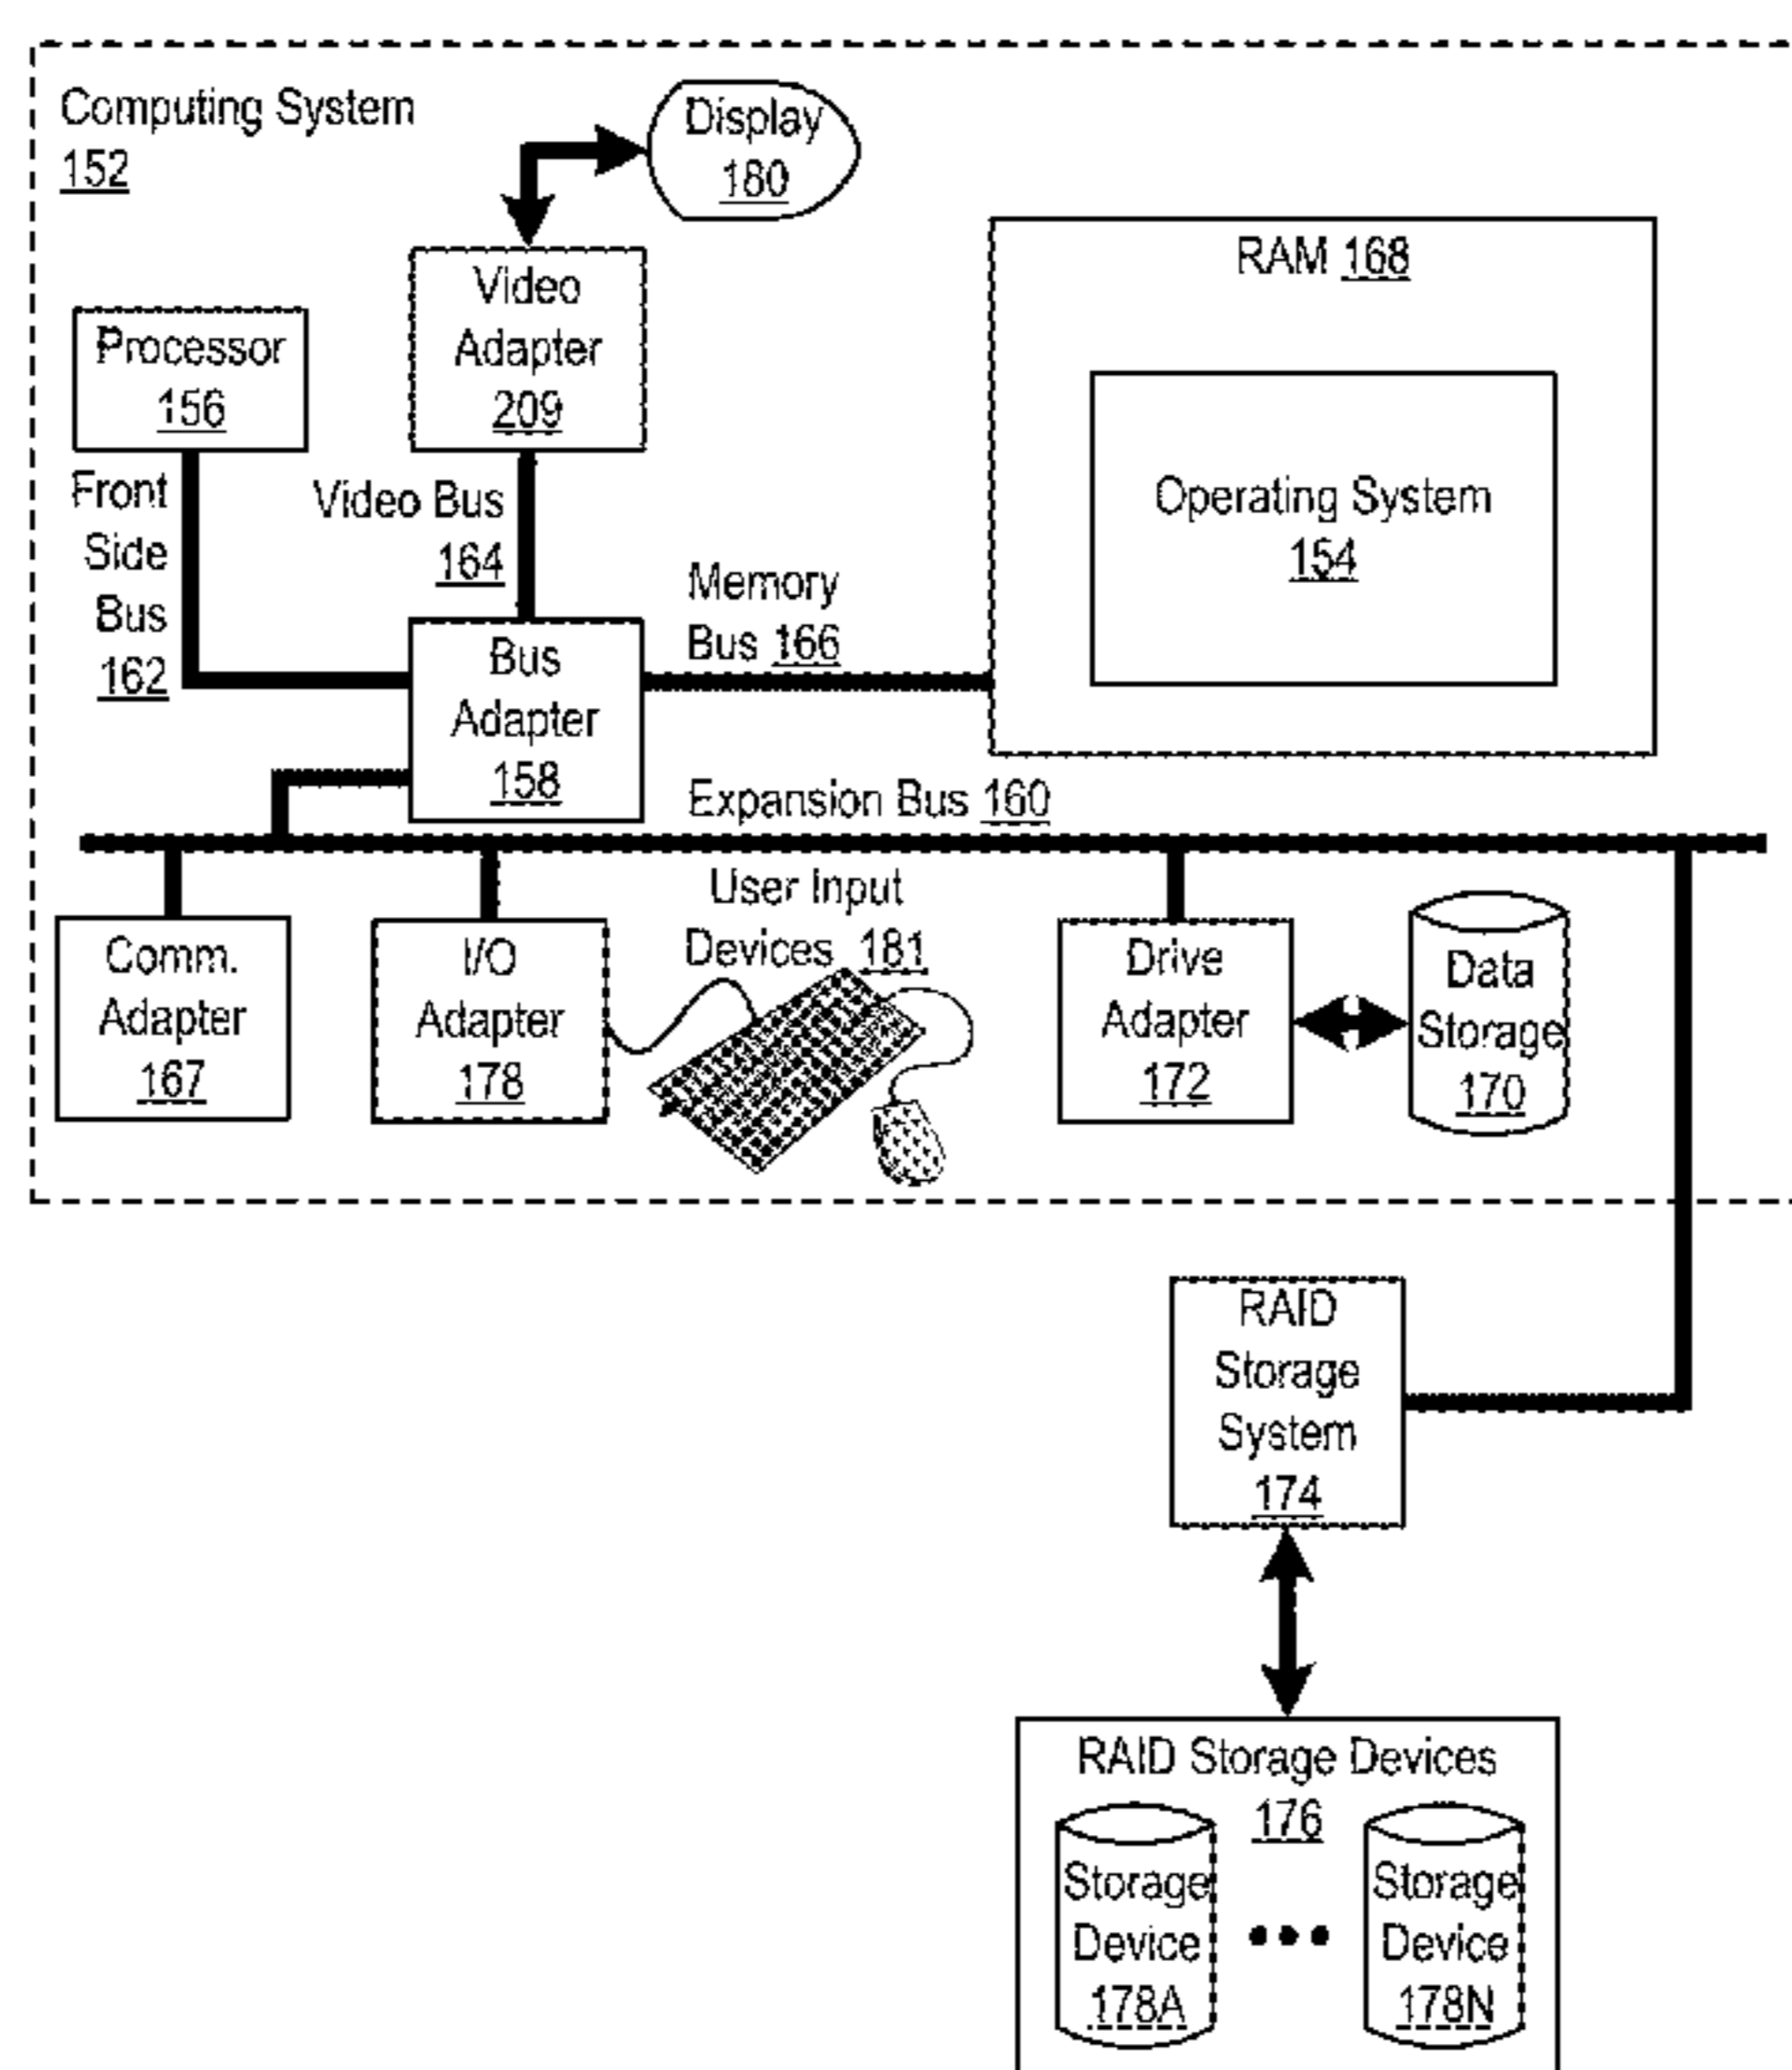 Computing System
152
Display
180
Video
Adapter
209
RAM 168
Processor
156
Operating System
154
Front
Side
Bus
162
Video Bus
164
Memory
Bus 166
Bus
Adapter
158
Expansion Bus 160
Comm.
Adapter
167
I/O
Adapter
178
User Input
Devices 181
Drive
Adapter
172
Data
Storage
170
RAID
Storage
System
174
RAID Storage Devices
176
Storage
Device
178A
Storage
Device
178N